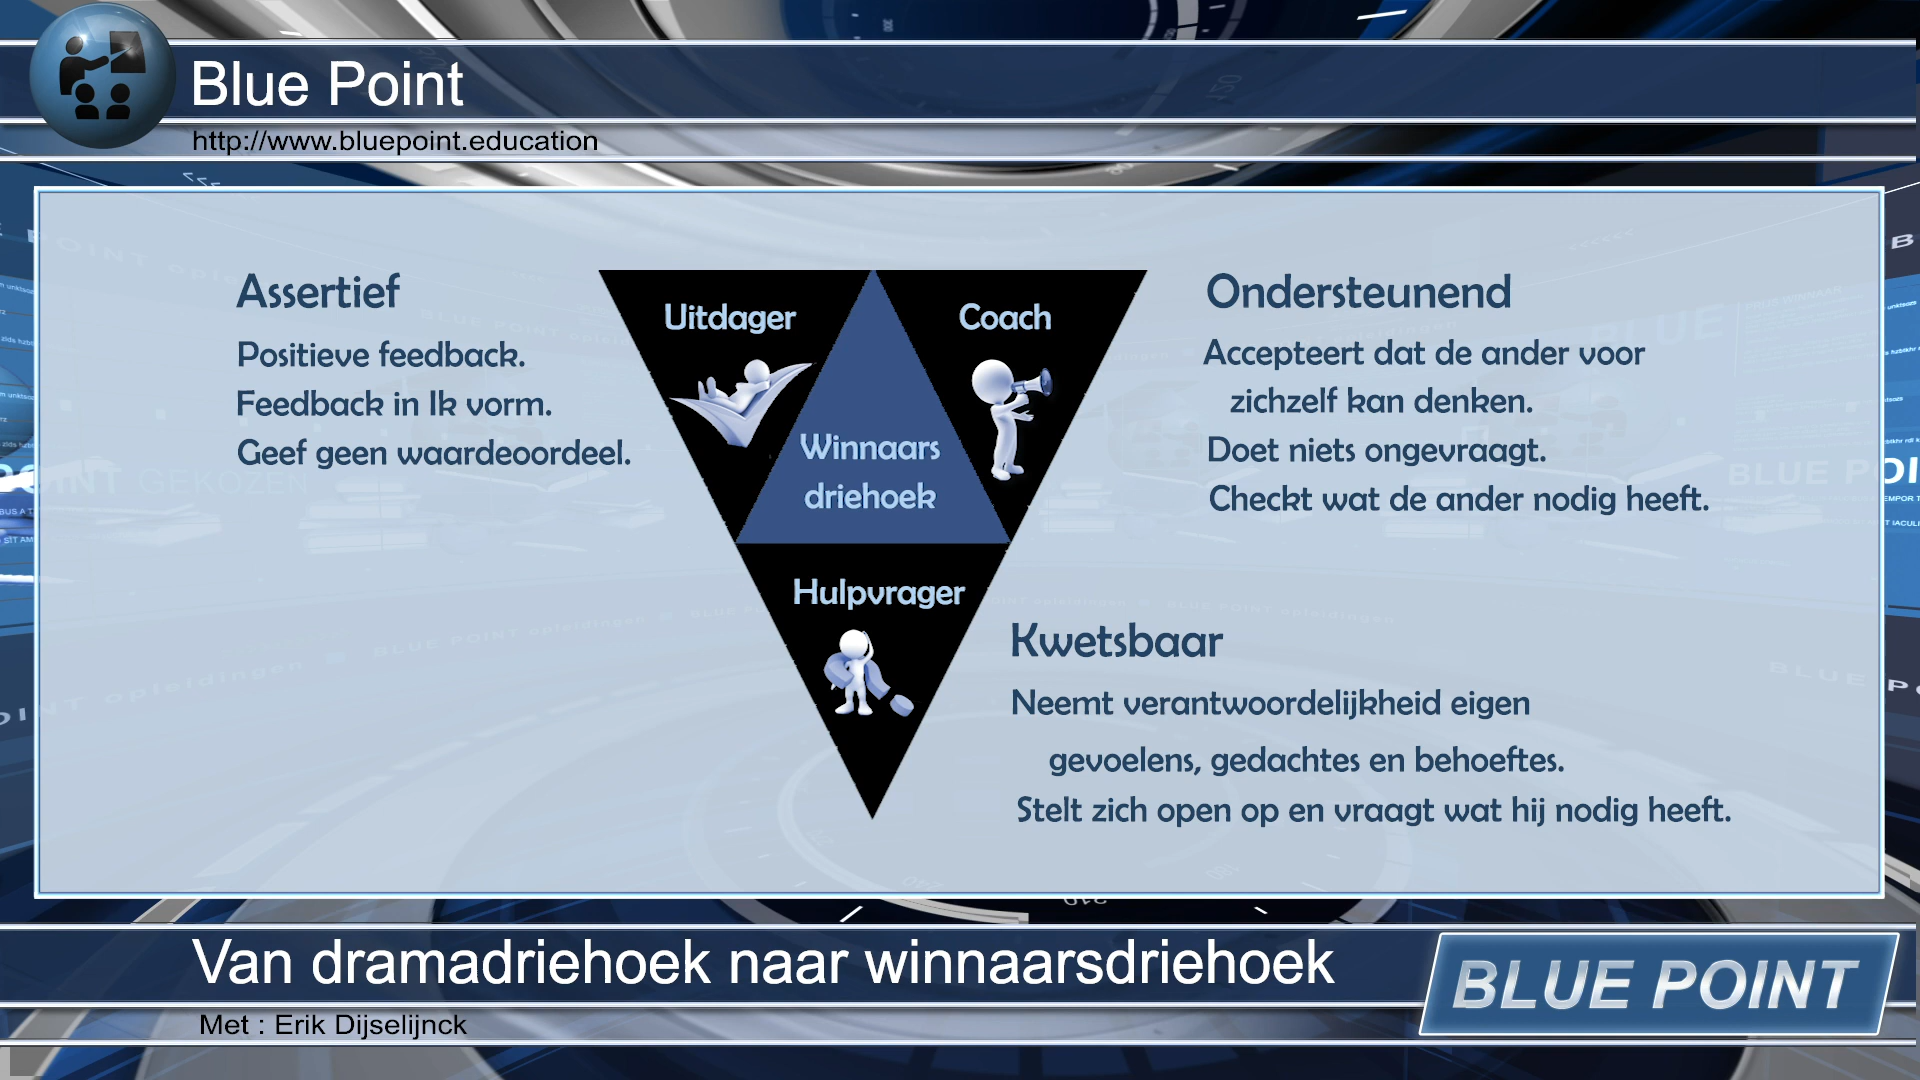 Blue Point
http://www.bluepoint.education
Assertief
Positieve feedback.
Feedback in Ik vorm.
Geef geen waardeoordeel.
Uitdager
Coach
Winnaars
driehoek
Hulpvrager
Ondersteunend
Accepteert dat de ander voor
zichzelf kan denken.
Doet niets ongevraagt.
Checkt wat de ander nodig heeft.
Kwetsbaar
Neemt verantwoordelijkheid eigen
gevoelens, gedachtes en behoeftes.
Stelt zich open op en vraagt wat hij nodig heeft.
Van dramadriehoek naar winnaarsdriehoek
Met : Erik Dijselijnck
BLUE POINT